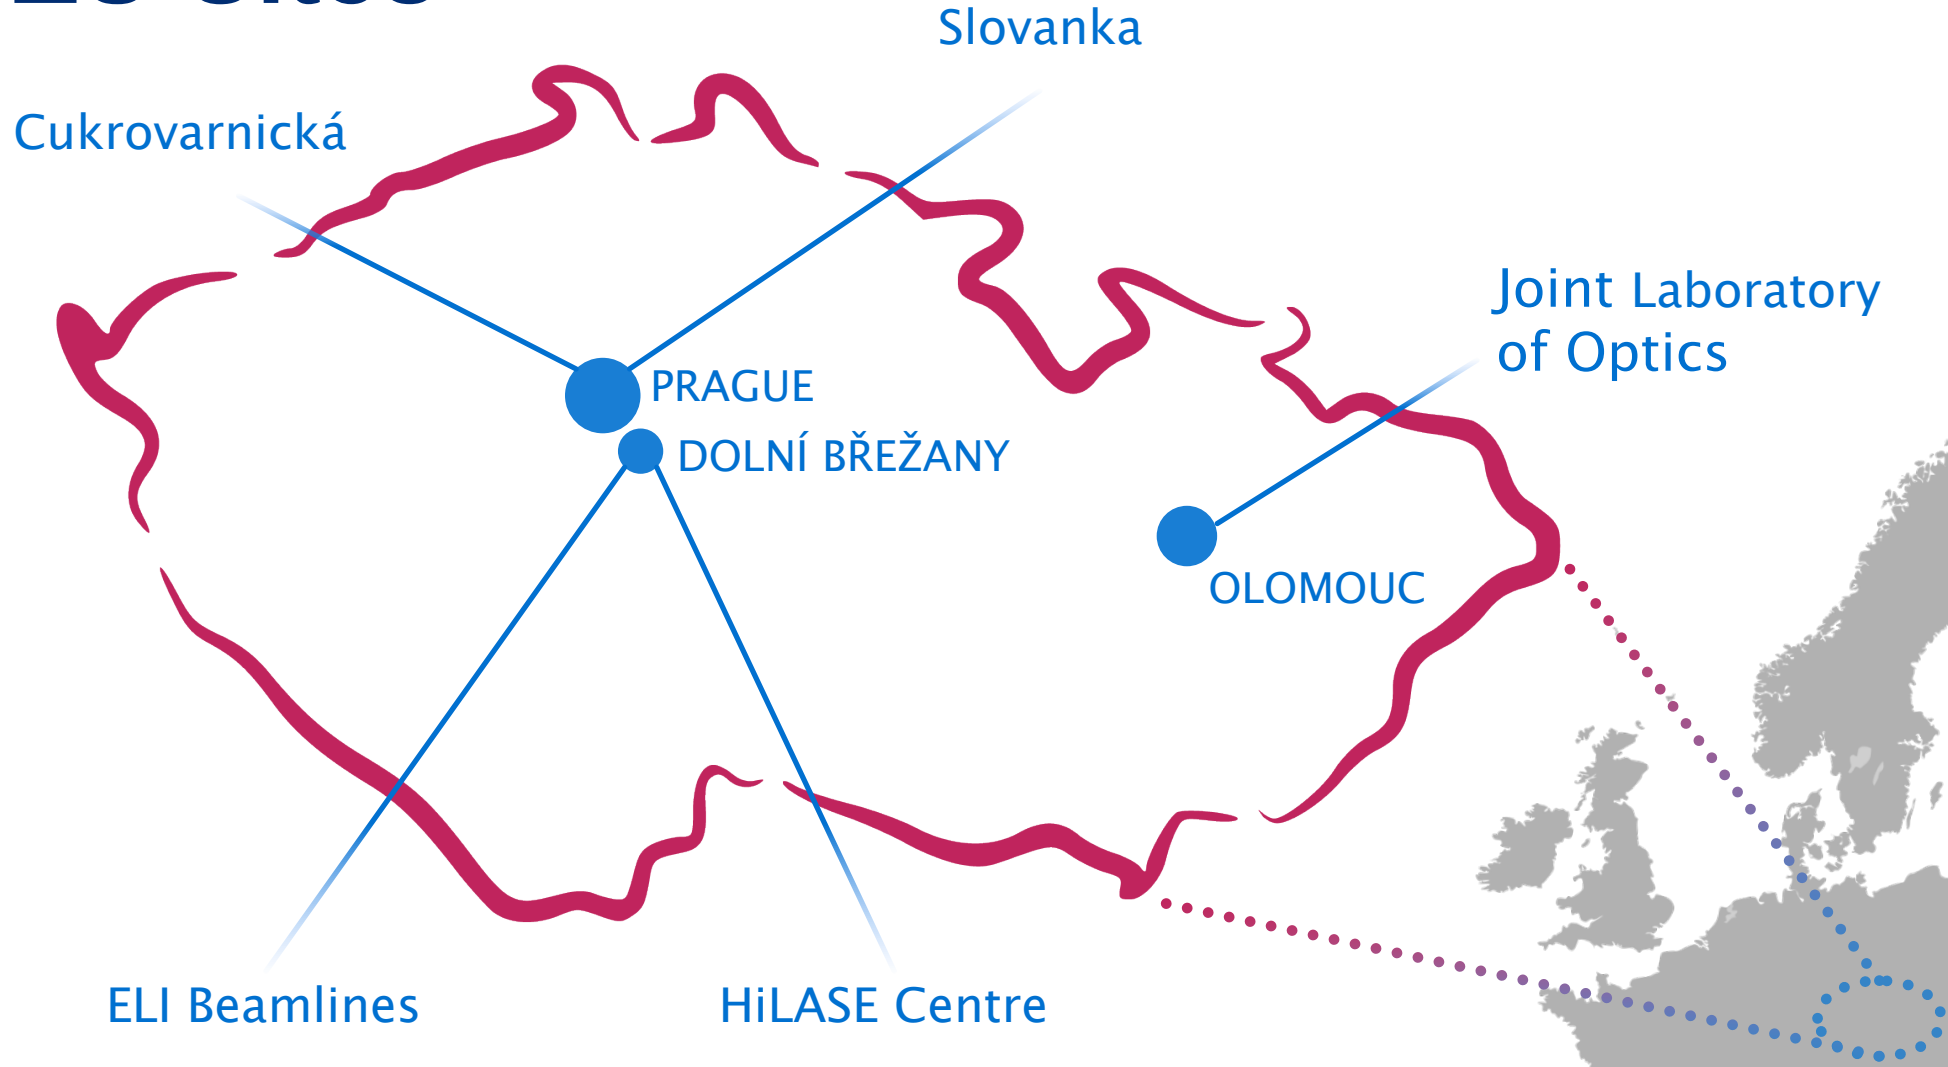 Slovanka
Cukrovarnická
Joint Laboratory
of Optics
PRAGUE
DOLNÍ BŘEŽANY
OLOMOUC
ELI Beamlines
HiLASE Centre